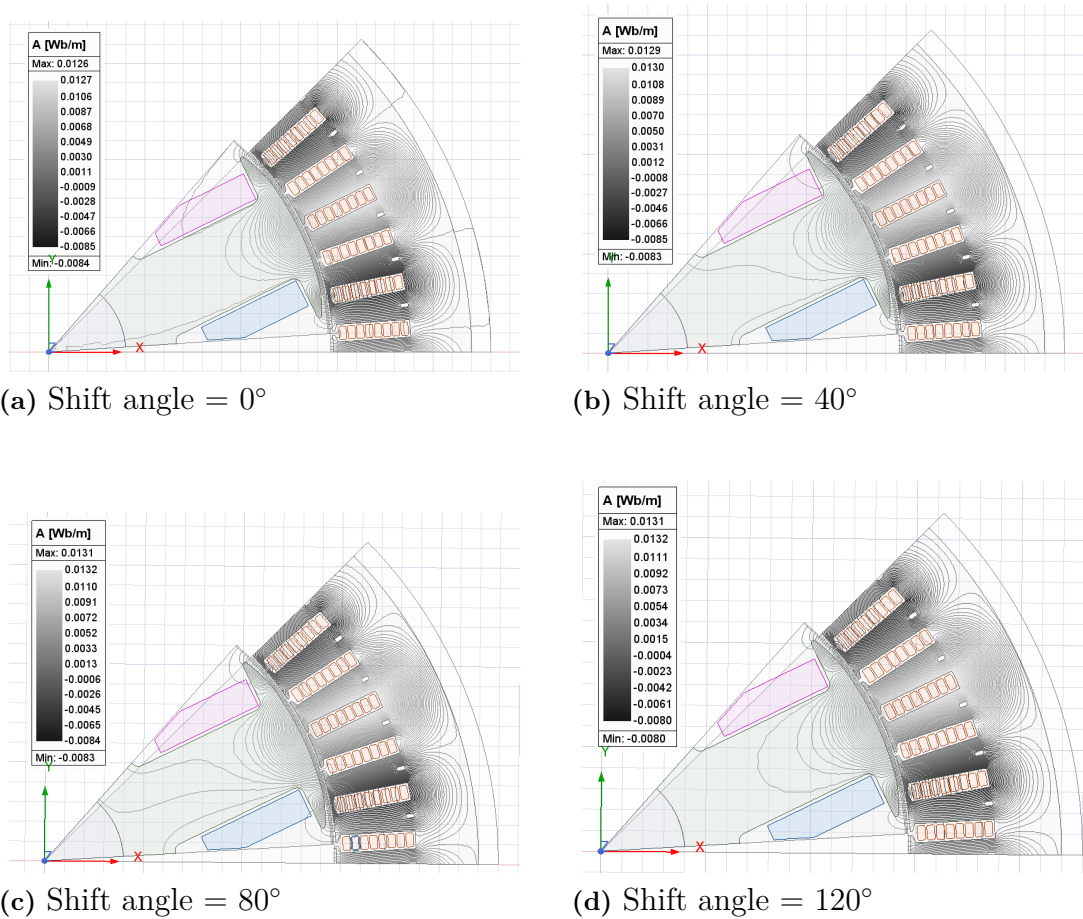 A [Wb/m]
Max: 0.0126
0.0127
0.0106
0.0087
0.0068
0.0049
0.0030
0.0011
-0.0009
-0.0028
-0.0047
-0.0066
-0.0085
Min: -0.0084
Y
Z
X
(a) Shift angle = 0°
A [Wb/m]
Max: 0.0129
0.0130
0.0108
0.0089
0.0070
0.0050
0.0031
0.0012
-0.0008
-0.0027
-0.0046
-0.0066
-0.0085
Min: -0.0083
Y
Z
X
(b) Shift angle = 40°
A [Wb/m]
Max: 0.0131
0.0132
0.0110
0.0091
0.0072
0.0052
0.0033
0.0013
-0.0006
-0.0026
-0.0045
-0.0065
-0.0084
Min: -0.0083
Y
Z
X
(c) Shift angle = 80°
A [Wb/m]
Max: 0.0131
0.0132
0.0111
0.0092
0.0073
0.0054
0.0034
0.0015
-0.0004
-0.0023
-0.0042
-0.0061
-0.0080
Min: -0.0080
Y
Z
X
(d) Shift angle = 120°